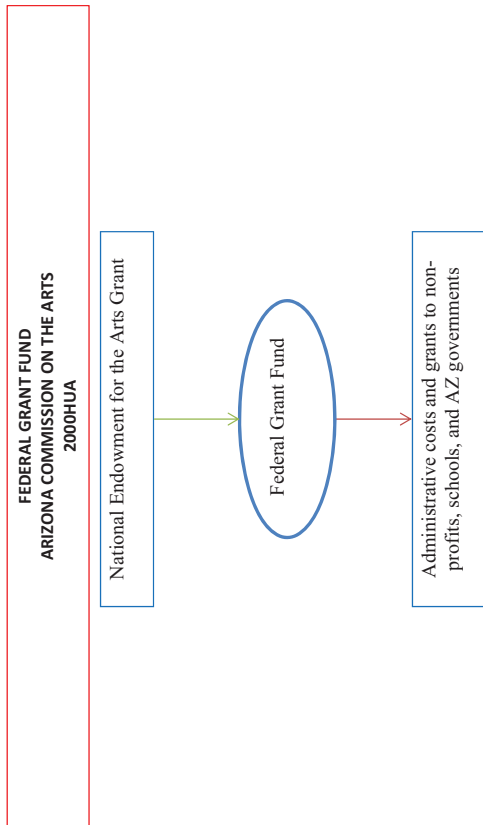 FEDERAL GRANT FUND
ARIZONA COMMISSION ON THE ARTS
2000HUA
National Endowment for the Arts Grant
Federal Grant Fund
Administrative costs and grants to non-
profits, schools, and AZ governments